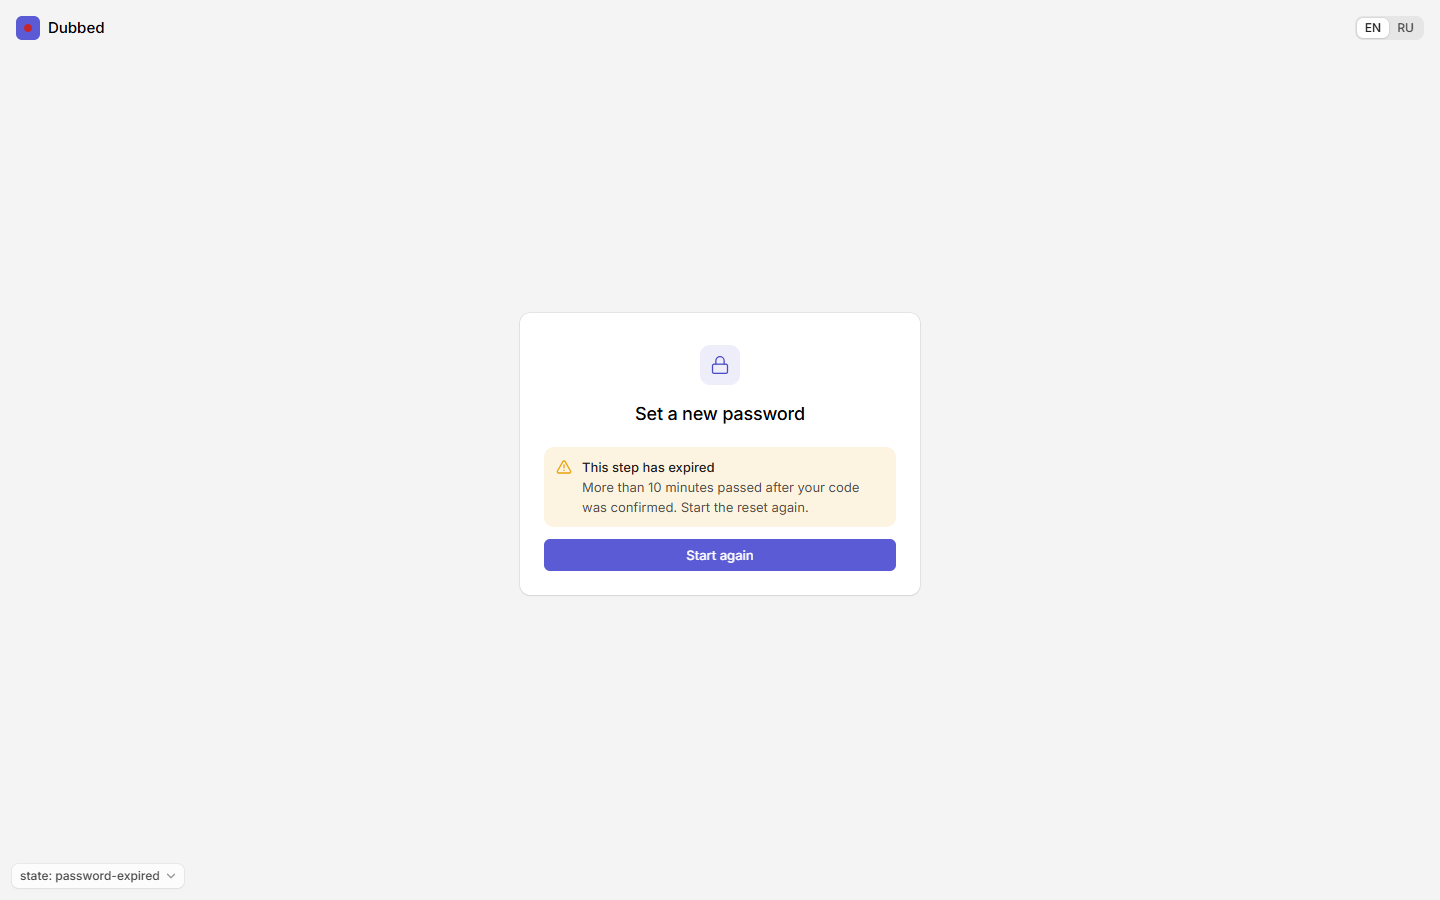 Dubbed
EN RU
Set a new password
This step has expired
More than 10 minutes passed after your code
was confirmed. Start the reset again.
Start again
state: password-expired